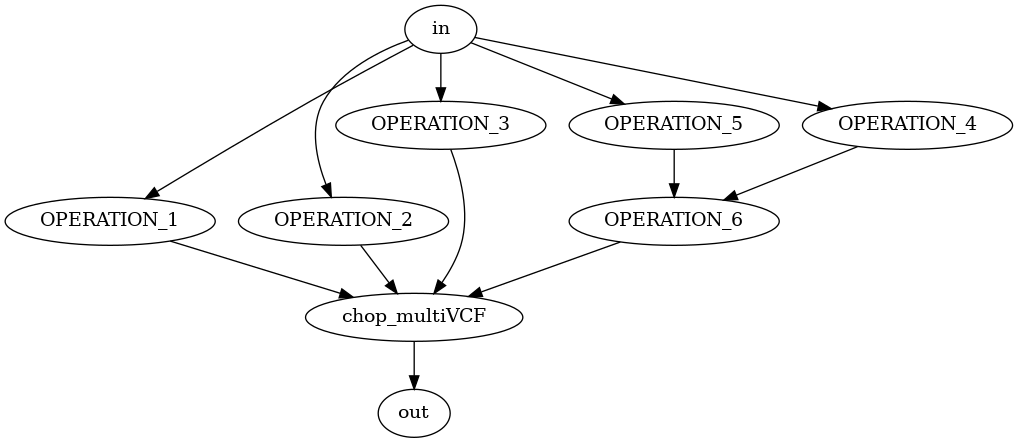 in
OPERATION_3
OPERATION_5
OPERATION_4
OPERATION_1
OPERATION_2
OPERATION_6
chop_multiVCF
out